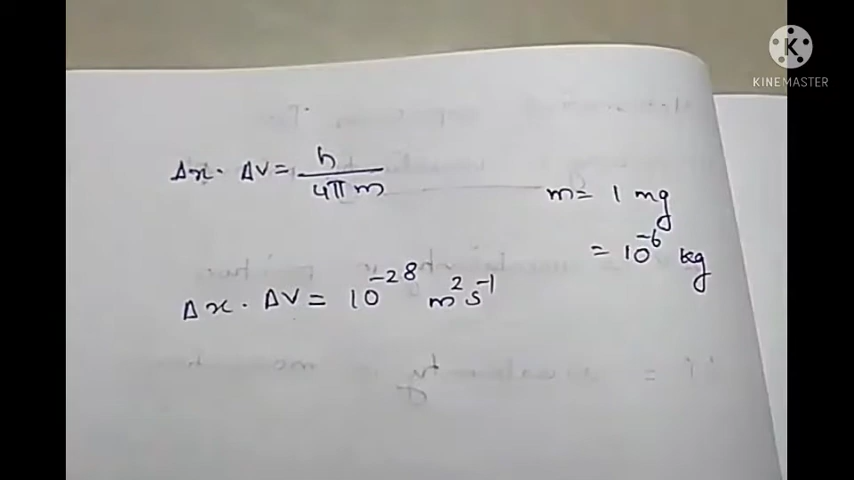 K
KINEMASTER
Δx · ΔV = h / 4πm
m = 1 mg
= 10⁻⁶ kg
Δx · ΔV = 10⁻²⁸ m² s⁻¹